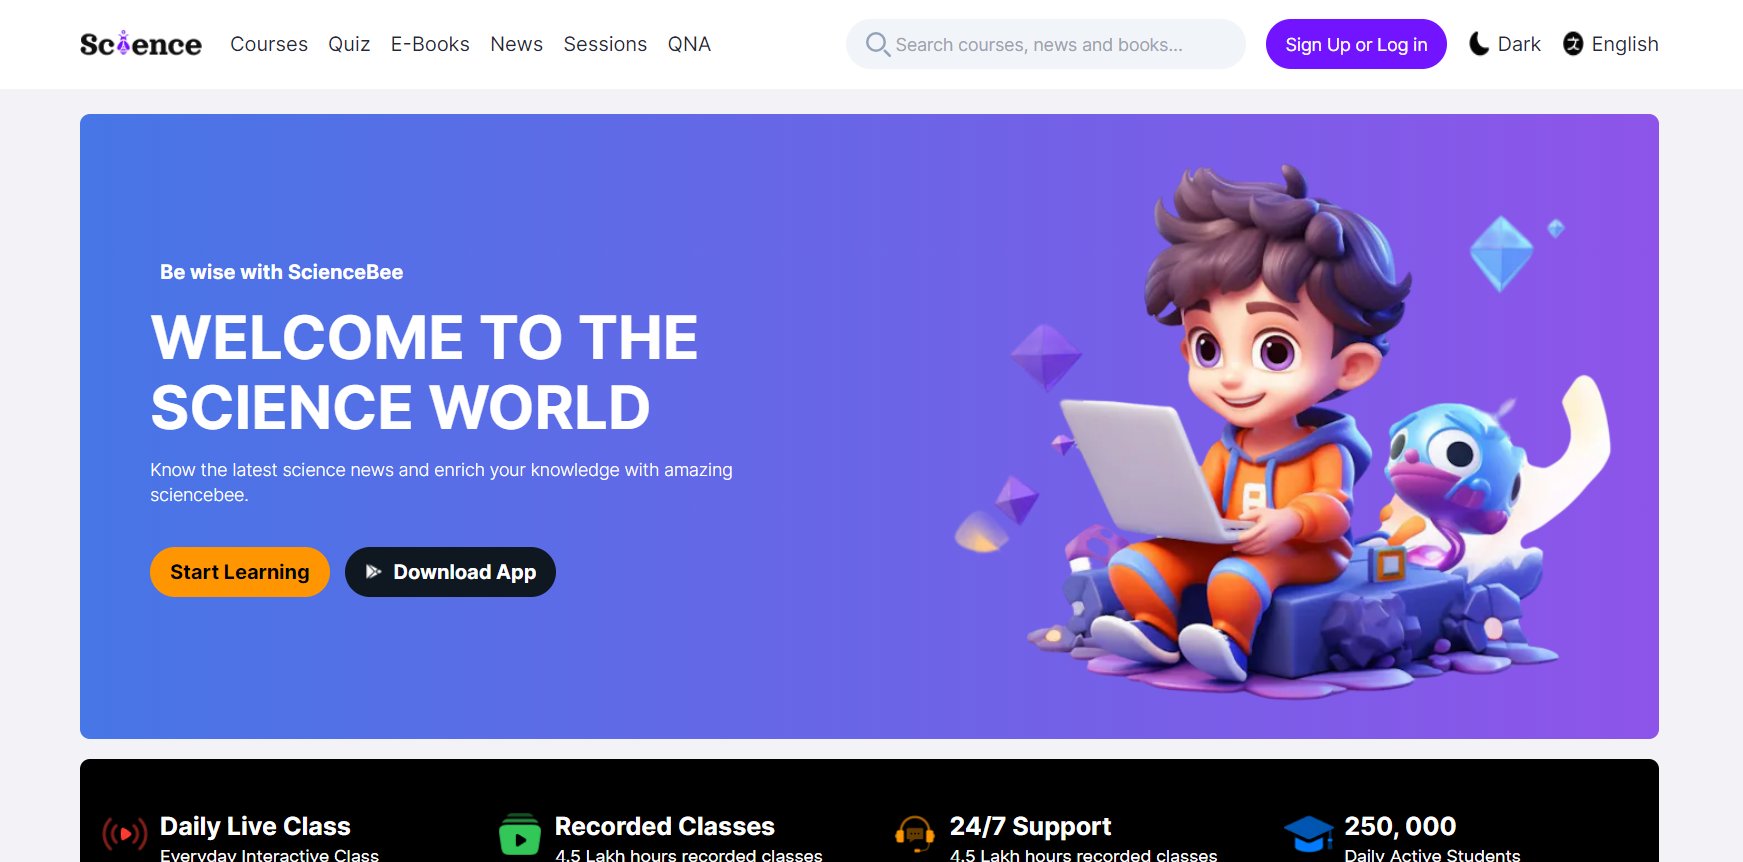 Science
Courses Quiz E-Books News Sessions QNA
Search courses, news and books...
Sign Up or Log in
Dark
English
Be wise with ScienceBee
WELCOME TO THE
SCIENCE WORLD
Know the latest science news and enrich your knowledge with amazing
sciencebee.
Start Learning
Download App
Daily Live Class
Everyday Interactive Class
Recorded Classes
4.5 Lakh hours recorded classes
24/7 Support
4.5 Lakh hours recorded classes
250, 000
Daily Active Students